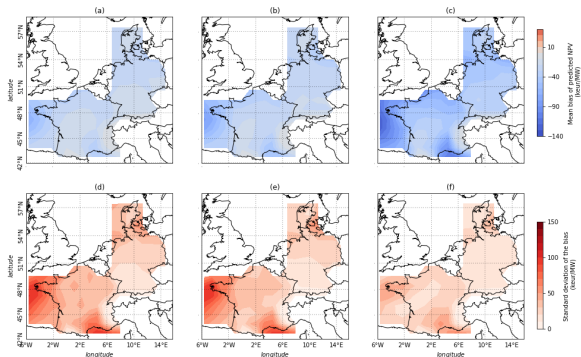 (a) (b) (c)
57°N
54°N
51°N
48°N
45°N
42°N
latitude
10
−40
−90
−140
Mean bias of predicted NPV
(keur/MW)
(d) (e) (f)
57°N
54°N
51°N
48°N
45°N
42°N
latitude
6°W 2°W 2°E 6°E 10°E 14°E 6°W 2°W 2°E 6°E 10°E 14°E 6°W 2°W 2°E 6°E 10°E 14°E
longitude longitude longitude
150
100
50
0
Standard deviation of the bias
(keur/MW)